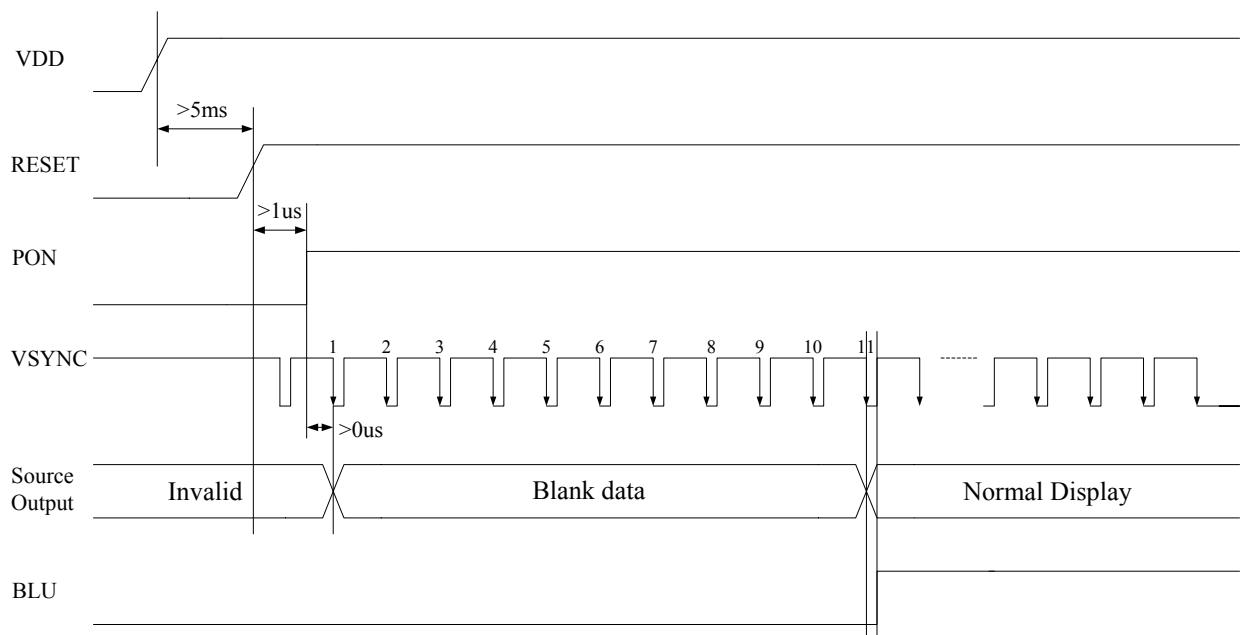 VDD
>5ms
RESET
>1us
PON
VSYNC
1 2 3 4 5 6 7 8 9 10 11
>0us
Source
Output
Invalid
Blank data
Normal Display
BLU